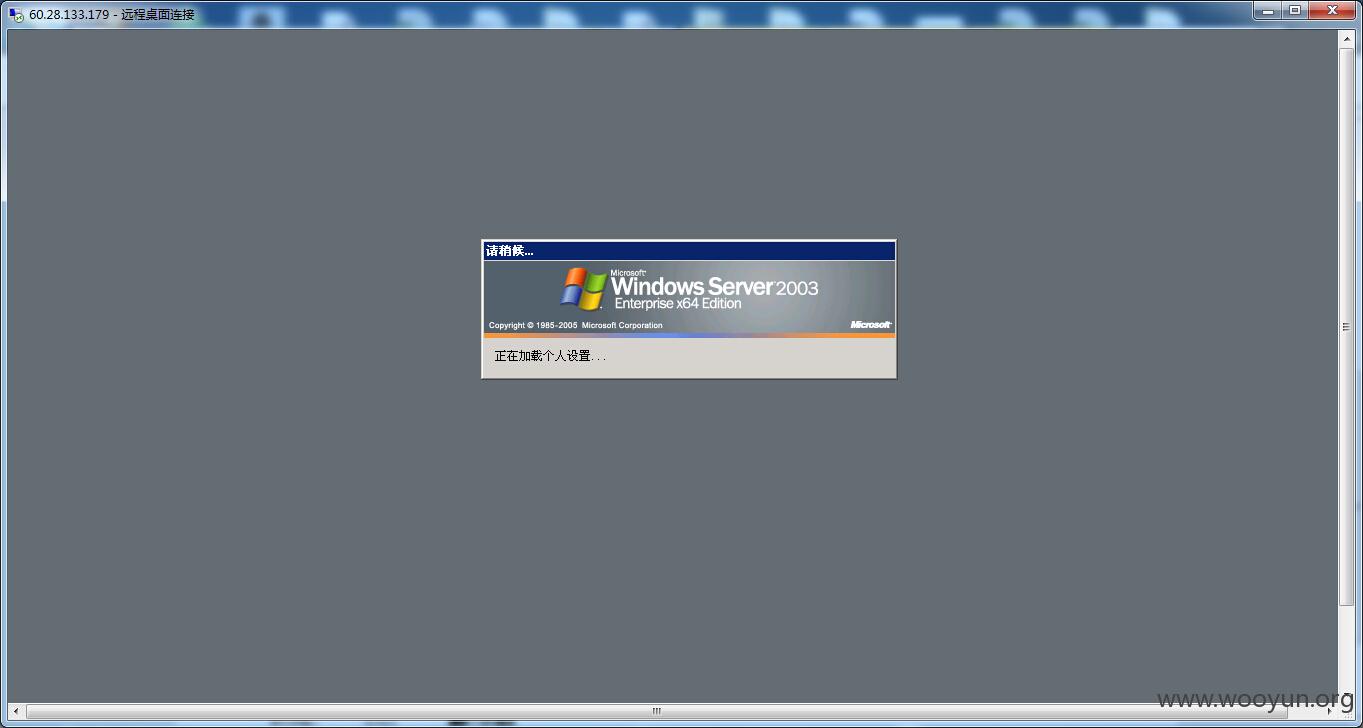 60.28.133.179 - 远程桌面连接
请稍候...
Microsoft
Windows Server 2003
Enterprise x64 Edition
Copyright © 1985-2005 Microsoft Corporation
Microsoft
正在加载个人设置...
www.wooyun.org